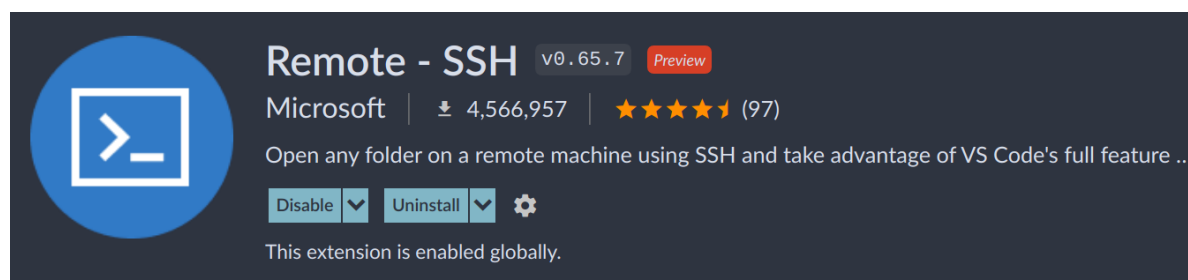 Remote - SSH v0.65.7 Preview
Microsoft 4,566,957 (97)
Open any folder on a remote machine using SSH and take advantage of VS Code's full feature ...
Disable Uninstall
This extension is enabled globally.